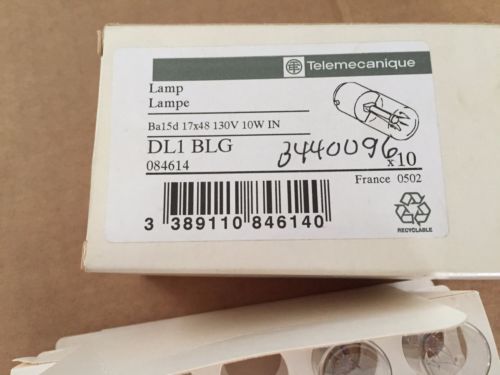 Telemecanique
Lamp
Lampe
Ba15d 17x48 130V 10W IN
DL1 BLG
084614
3440096
x10
France 0502
3 389110 846140
RECYCLABLE